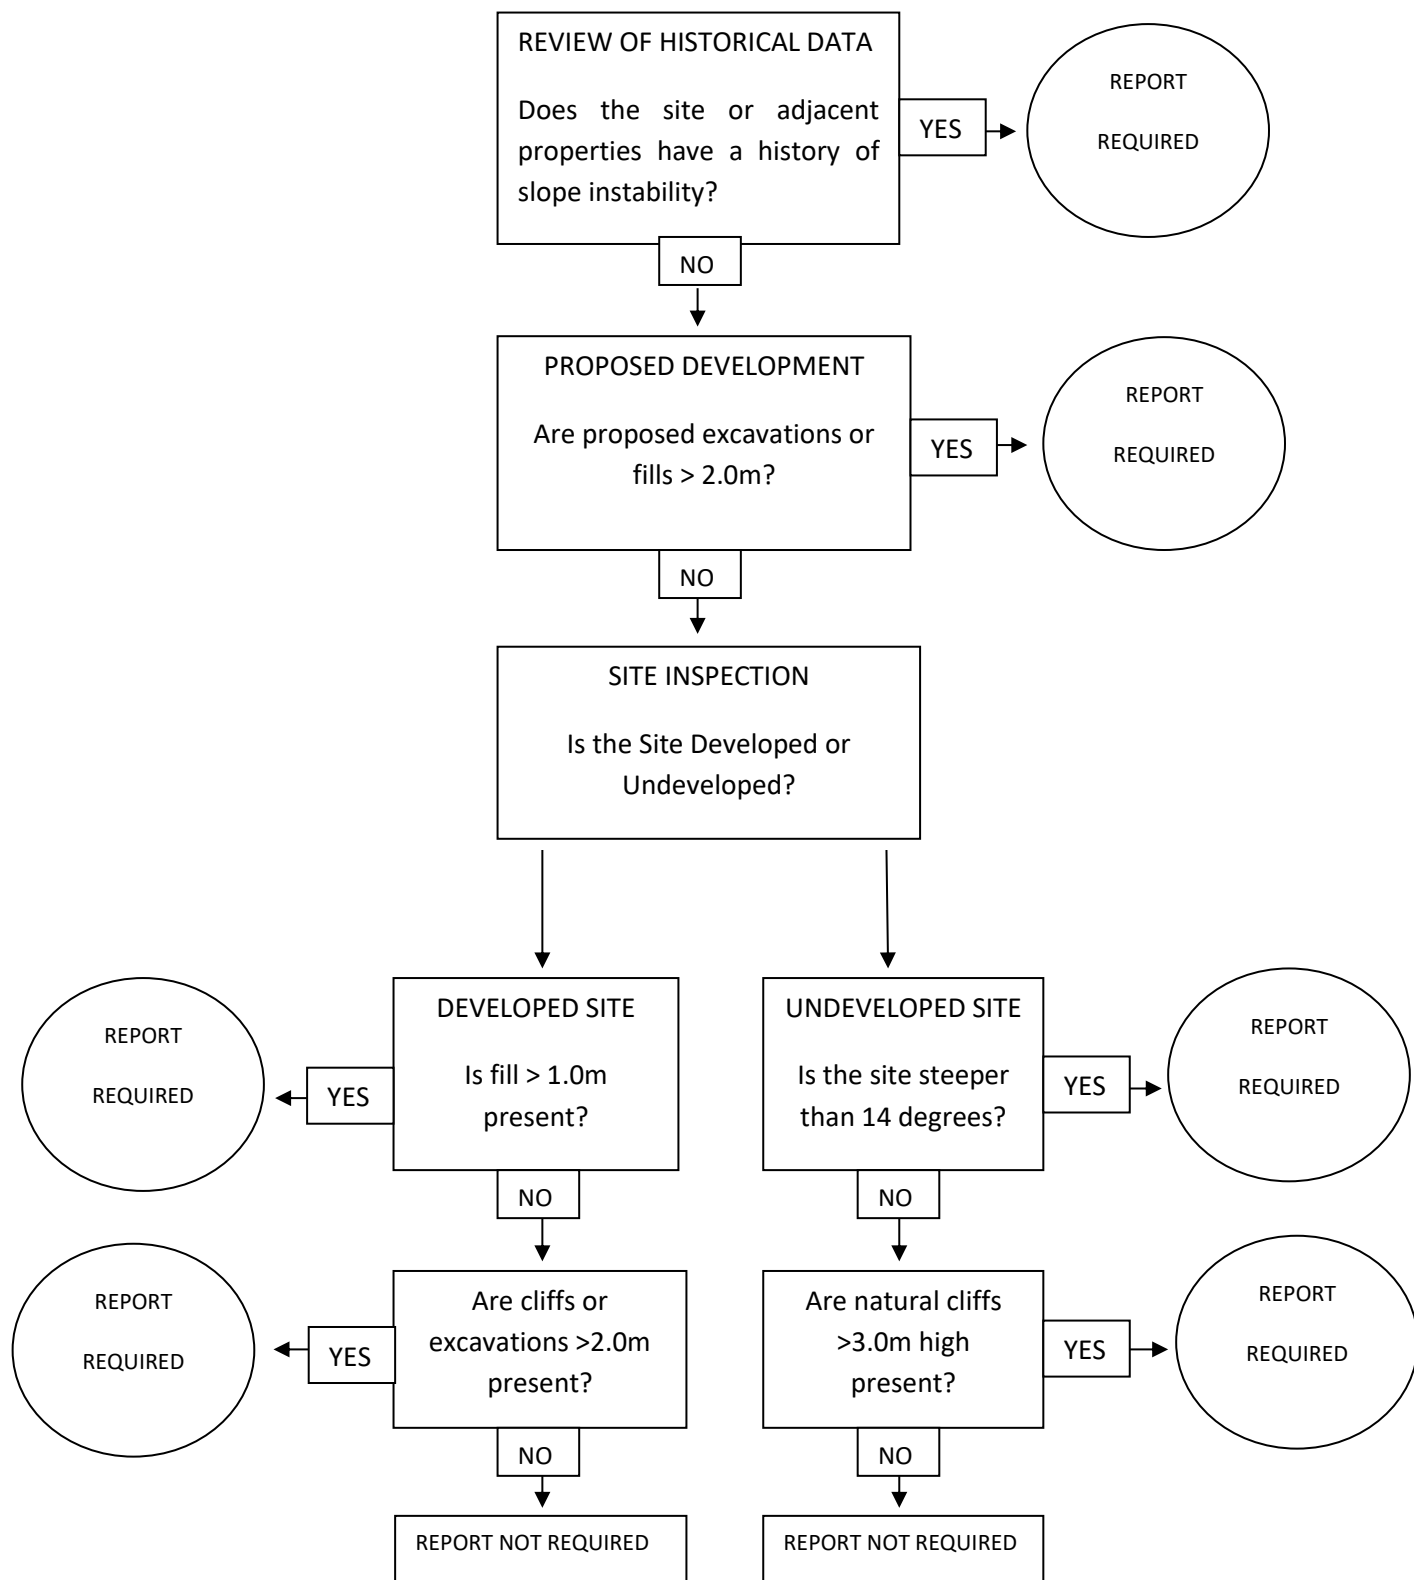 REVIEW OF HISTORICAL DATA
Does the site or adjacent
properties have a history of
slope instability?
YES
REPORT
REQUIRED
NO
PROPOSED DEVELOPMENT
Are proposed excavations or
fills > 2.0m?
YES
REPORT
REQUIRED
NO
SITE INSPECTION
Is the Site Developed or
Undeveloped?
DEVELOPED SITE
Is fill > 1.0m
present?
YES
REPORT
REQUIRED
NO
Are cliffs or
excavations >2.0m
present?
YES
REPORT
REQUIRED
NO
REPORT NOT REQUIRED
UNDEVELOPED SITE
Is the site steeper
than 14 degrees?
YES
REPORT
REQUIRED
NO
Are natural cliffs
>3.0m high
present?
YES
REPORT
REQUIRED
NO
REPORT NOT REQUIRED